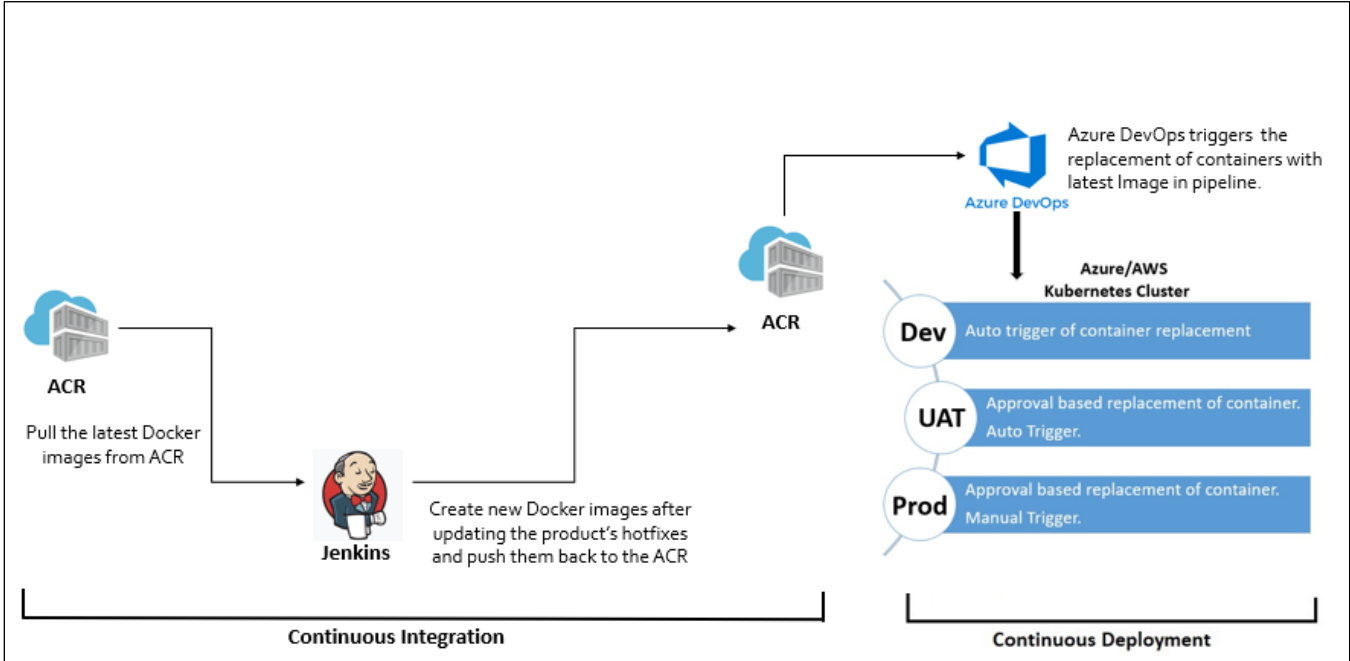 ACR
Pull the latest Docker
images from ACR
Jenkins
Create new Docker images after
updating the product's hotfixes
and push them back to the ACR
ACR
Continuous Integration
Azure DevOps
Azure DevOps triggers the
replacement of containers with
latest Image in pipeline.
Azure/AWS
Kubernetes Cluster
Dev
Auto trigger of container replacement
UAT
Approval based replacement of container.
Auto Trigger.
Prod
Approval based replacement of container.
Manual Trigger.
Continuous Deployment